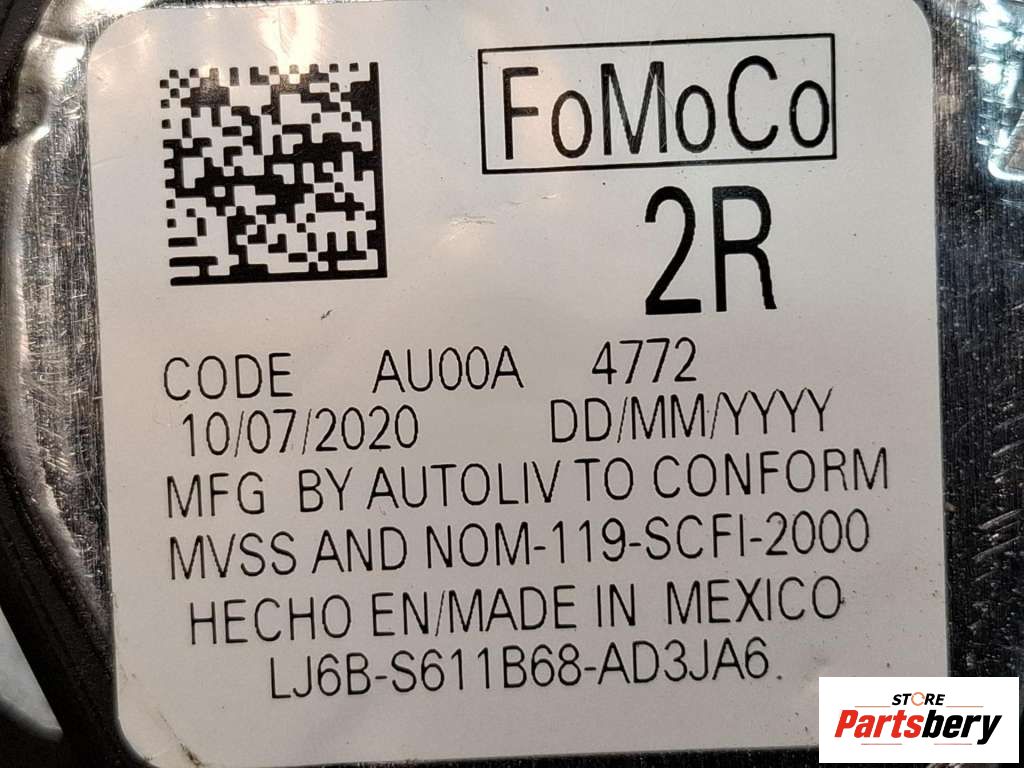 FoMoCo
2R
CODE AU00A 4772
10/07/2020 DD/MM/YYYY
MFG BY AUTOLIV TO CONFORM
MVSS AND NOM-119-SCFI-2000
HECHO EN/MADE IN MEXICO
LJ6B-S611B68-AD3JA6
STORE
Partsbery